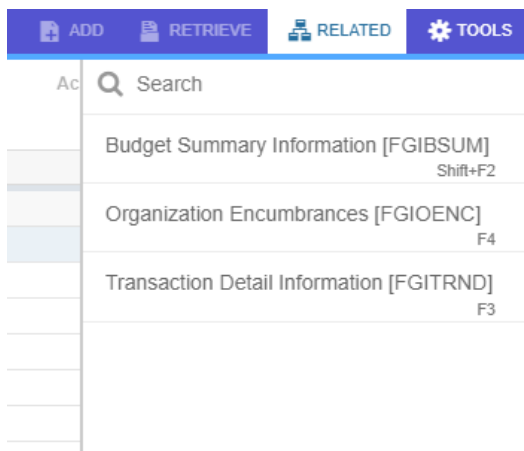 ADD RETRIEVE RELATED TOOLS
Ac
Search
Budget Summary Information [FGIBSUM]
Shift+F2
Organization Encumbrances [FGIOENC]
F4
Transaction Detail Information [FGITRND]
F3